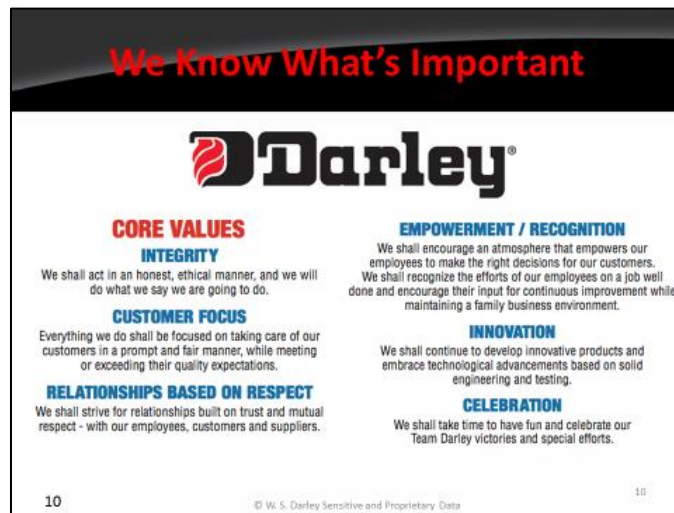 We Know What's Important
Darley®
CORE VALUES
INTEGRITY
We shall act in an honest, ethical manner, and we will
do what we say we are going to do.
CUSTOMER FOCUS
Everything we do shall be focused on taking care of our
customers in a prompt and fair manner, while meeting
or exceeding their quality expectations.
RELATIONSHIPS BASED ON RESPECT
We shall strive for relationships built on trust and mutual
respect - with our employees, customers and suppliers.
EMPOWERMENT / RECOGNITION
We shall encourage an atmosphere that empowers our
employees to make the right decisions for our customers.
We shall recognize the efforts of our employees on a job well
done and encourage their input for continuous improvement while
maintaining a family business environment.
INNOVATION
We shall continue to develop innovative products and
embrace technological advancements based on solid
engineering and testing.
CELEBRATION
We shall take time to have fun and celebrate our
Team Darley victories and special efforts.
10
© W. S. Darley Sensitive and Proprietary Data
10